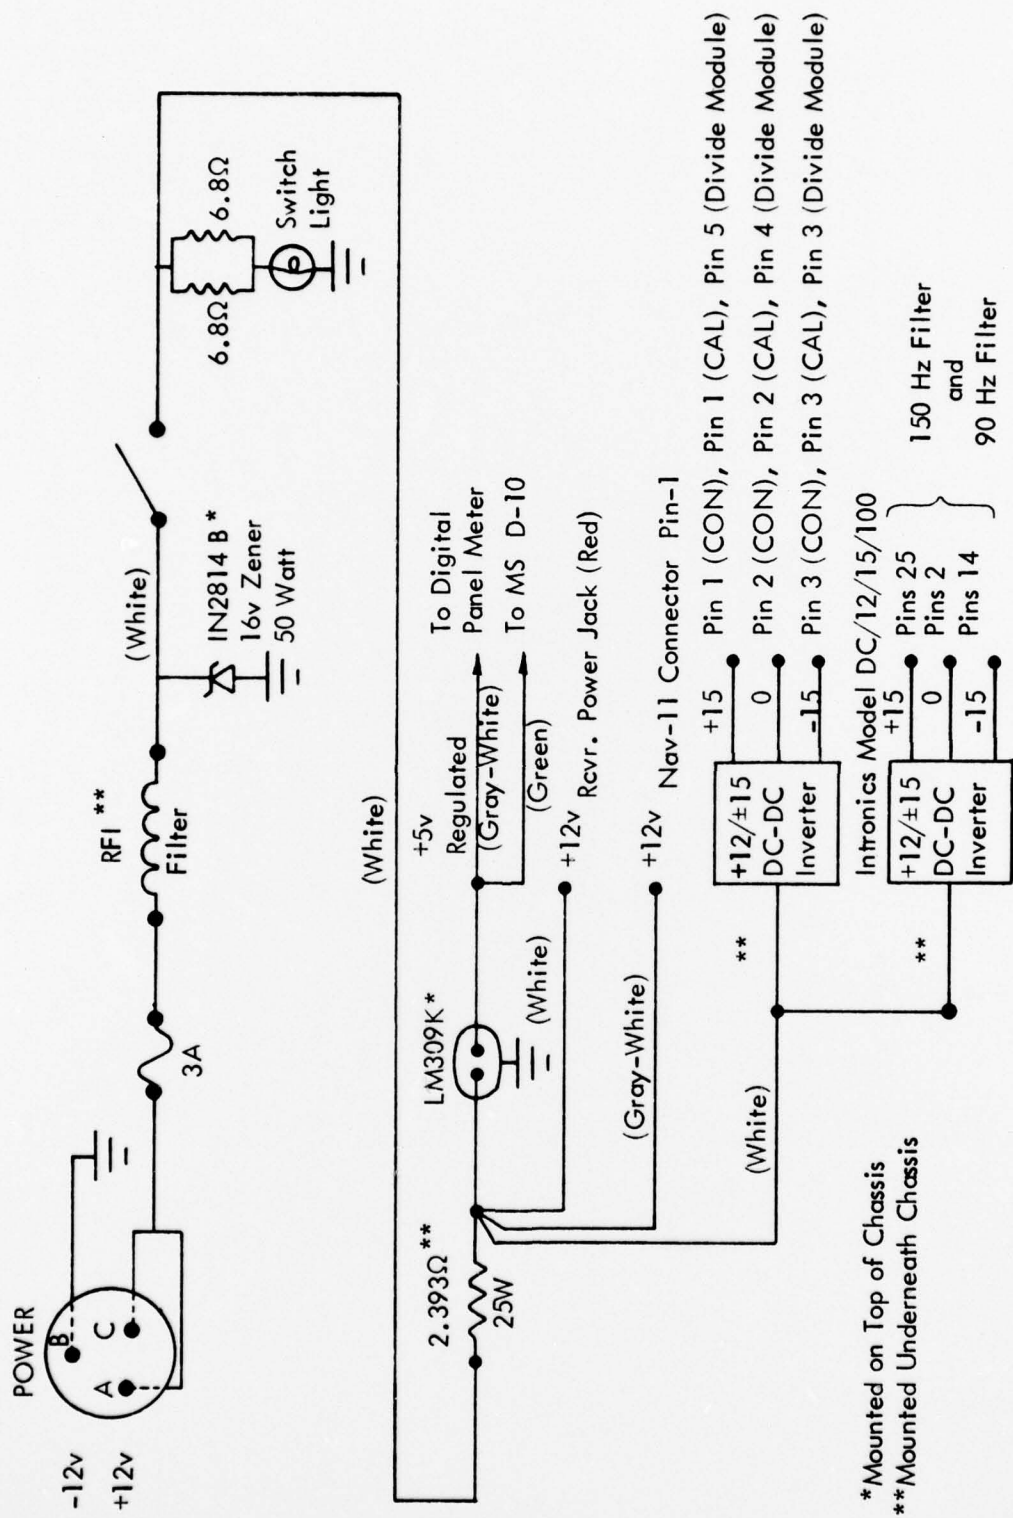 POWER
-12v
+12v
A
B
C
3A
RFI **
Filter
(White)
IN2814 B *
16v Zener
50 Watt
6.8Ω
6.8Ω
Switch
Light
(White)
2.393Ω **
25W
LM309K *
+5v
Regulated
(Gray-White)
To Digital
Panel Meter
(Green)
To MS D-10
(White)
+12v
Rcvr. Power Jack (Red)
(Gray-White)
+12v
Nav-11 Connector Pin-1
(White)
**
+12/±15
DC-DC
Inverter
+15
0
-15
Pin 1 (CON), Pin 1 (CAL), Pin 5 (Divide Module)
Pin 2 (CON), Pin 2 (CAL), Pin 4 (Divide Module)
Pin 3 (CON), Pin 3 (CAL), Pin 3 (Divide Module)
Intronics Model DC/12/15/100
**
+12/±15
DC-DC
Inverter
+15
0
-15
Pins 25
Pins 2
Pins 14
150 Hz Filter
and
90 Hz Filter
*Mounted on Top of Chassis
**Mounted Underneath Chassis